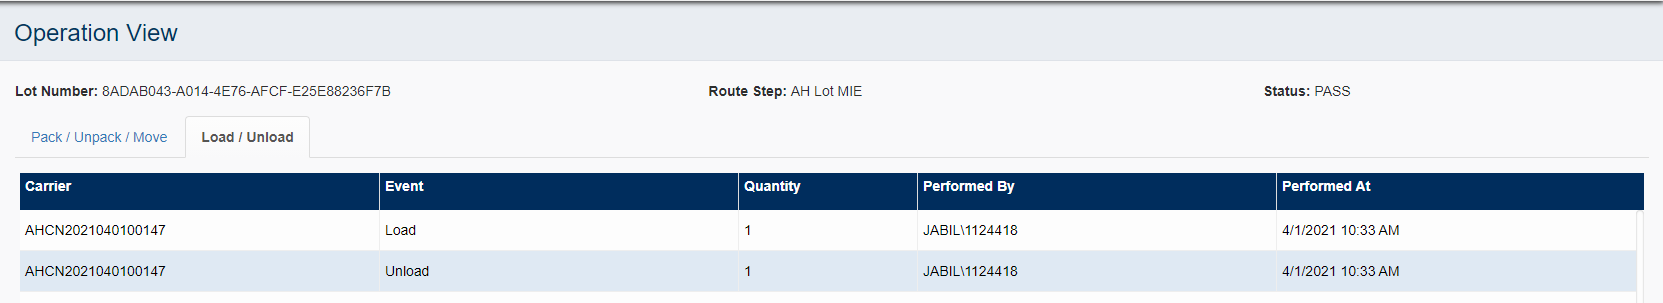 Operation View
Lot Number: 8ADAB043-A014-4E76-AFCF-E25E88236F7B Route Step: AH Lot MIE Status: PASS
Pack / Unpack / Move Load / Unload
Carrier Event Quantity Performed By Performed At
AHCN2021040100147 Load 1 JABIL\1124418 4/1/2021 10:33 AM
AHCN2021040100147 Unload 1 JABIL\1124418 4/1/2021 10:33 AM